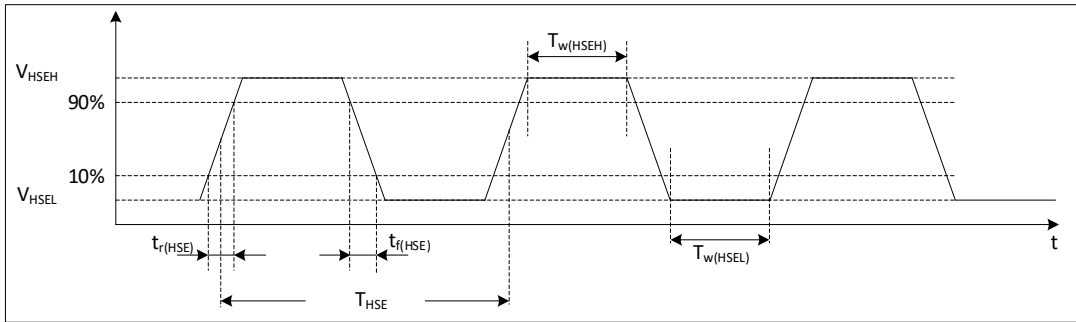 T_w(HSEH)
V_HSEH
90%
10%
V_HSEL
t_r(HSE)
t_f(HSE)
T_w(HSEL)
t
T_HSE